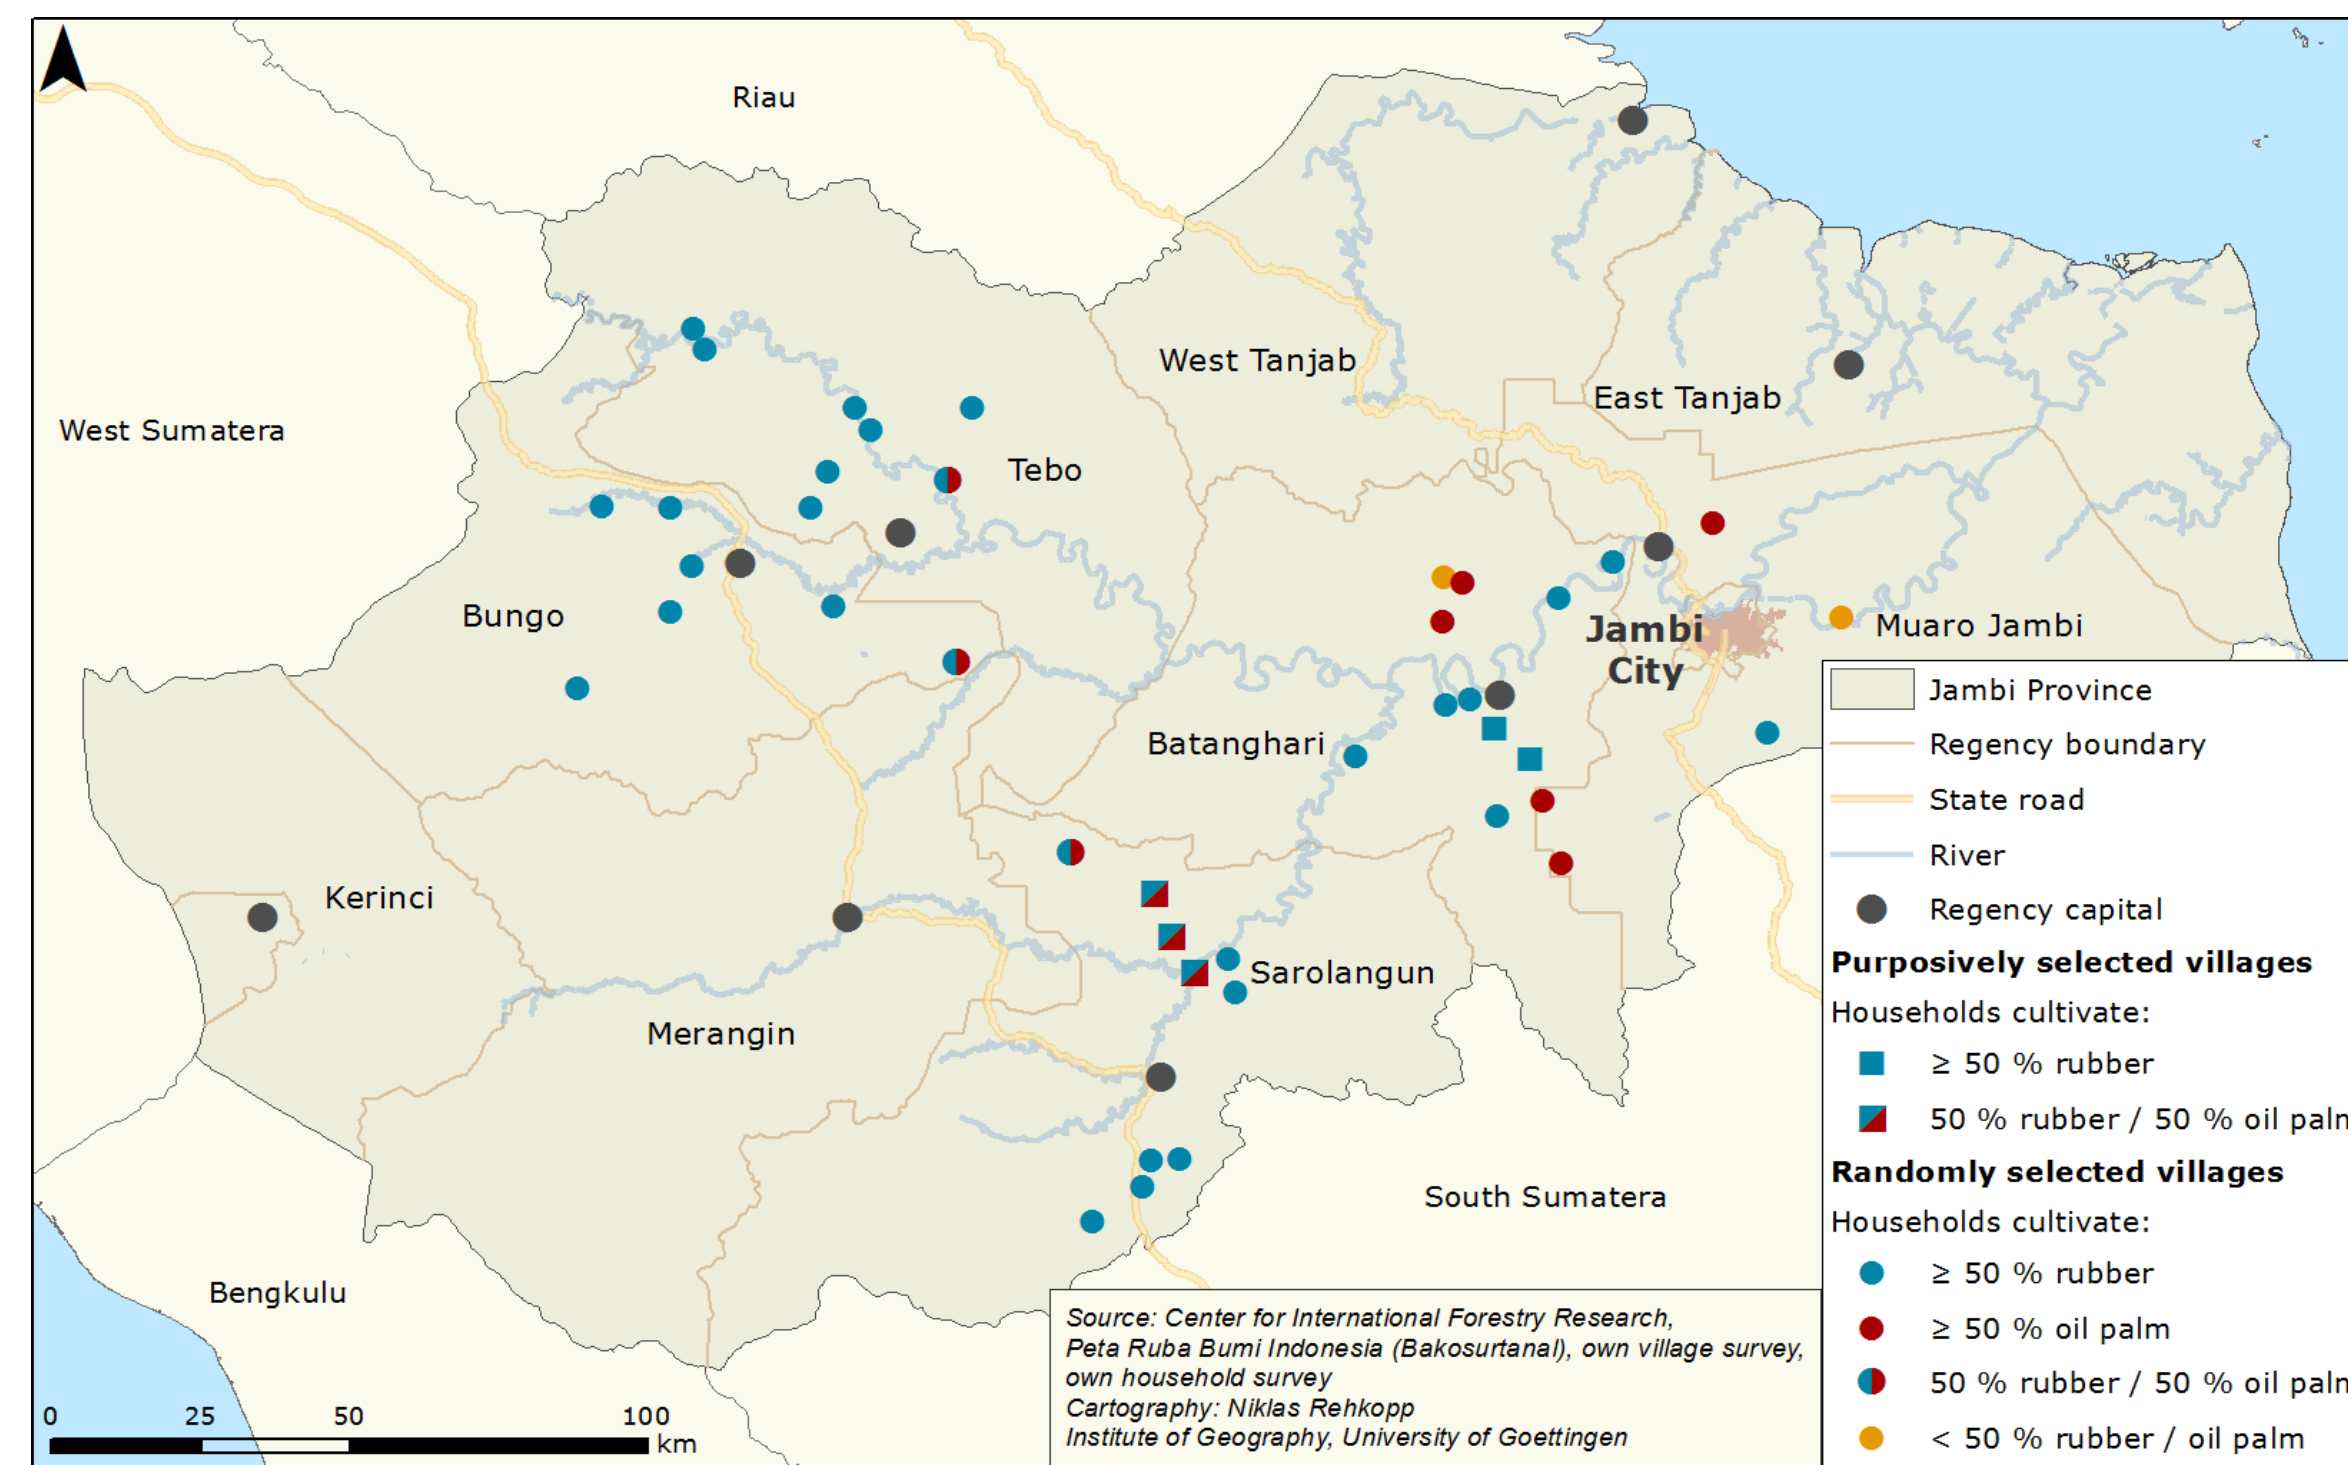 Riau
West Tanjab
East Tanjab
West Sumatera
Tebo
Bungo
Jambi
City
Muaro Jambi
Batanghari
Kerinci
Sarolangun
Merangin
South Sumatera
Bengkulu
0 25 50 100
km
Source: Center for International Forestry Research,
Peta Ruba Bumi Indonesia (Bakosurtanal), own village survey,
own household survey
Cartography: Niklas Rehkopp
Institute of Geography, University of Goettingen
Jambi Province
Regency boundary
State road
River
Regency capital
Purposively selected villages
Households cultivate:
≥ 50 % rubber
50 % rubber / 50 % oil palm
Randomly selected villages
Households cultivate:
≥ 50 % rubber
≥ 50 % oil palm
50 % rubber / 50 % oil palm
< 50 % rubber / oil palm